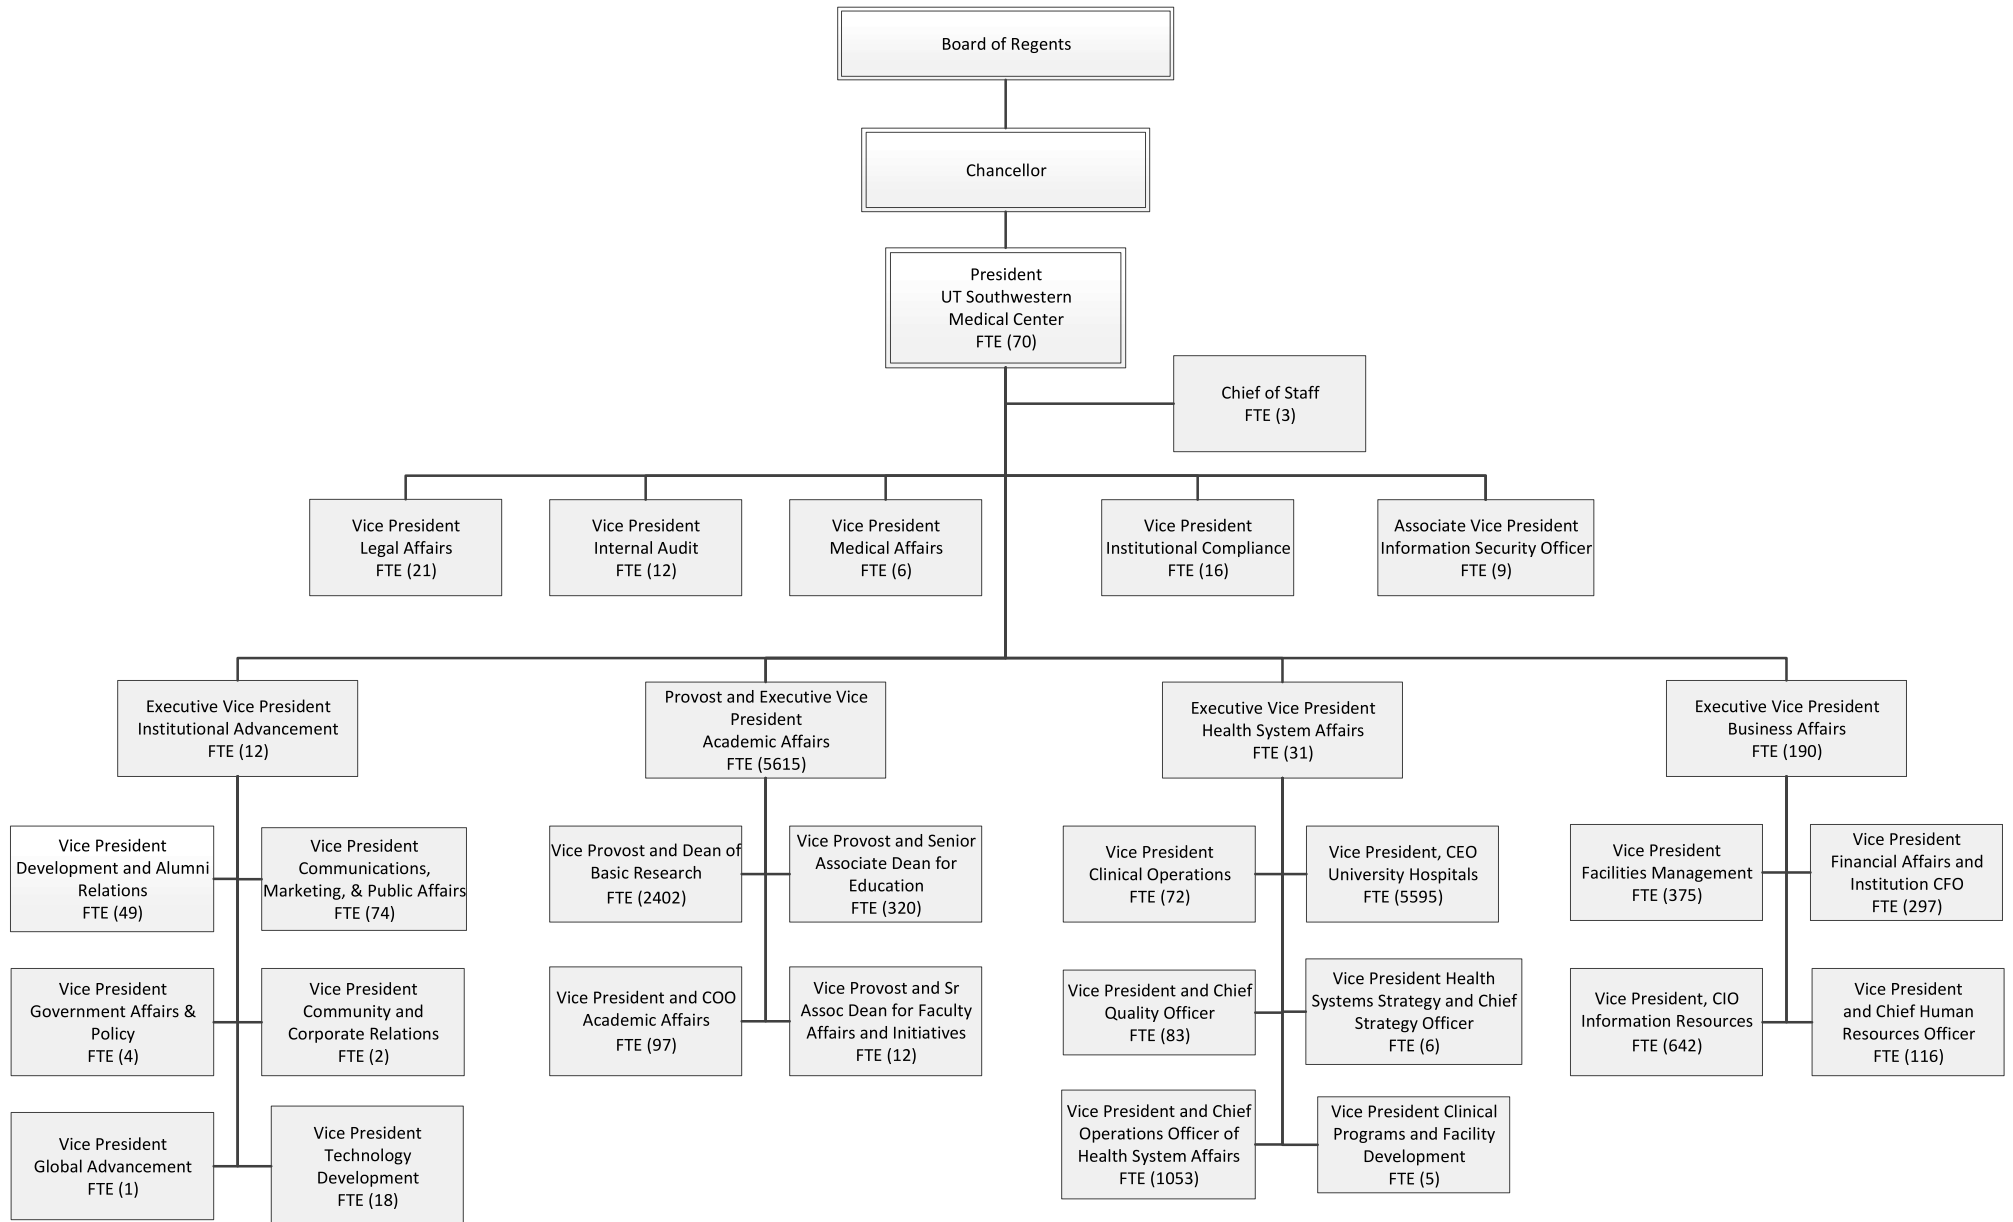 Board of Regents
Chancellor
President
UT Southwestern
Medical Center
FTE (70)
Chief of Staff
FTE (3)
Vice President
Legal Affairs
FTE (21)
Vice President
Internal Audit
FTE (12)
Vice President
Medical Affairs
FTE (6)
Vice President
Institutional Compliance
FTE (16)
Associate Vice President
Information Security Officer
FTE (9)
Executive Vice President
Institutional Advancement
FTE (12)
Provost and Executive Vice
President
Academic Affairs
FTE (5615)
Executive Vice President
Health System Affairs
FTE (31)
Executive Vice President
Business Affairs
FTE (190)
Vice President
Development and Alumni
Relations
FTE (49)
Vice President
Communications,
Marketing, & Public Affairs
FTE (74)
Vice President
Government Affairs &
Policy
FTE (4)
Vice President
Community and
Corporate Relations
FTE (2)
Vice President
Global Advancement
FTE (1)
Vice President
Technology
Development
FTE (18)
Vice Provost and Dean of
Basic Research
FTE (2402)
Vice Provost and Senior
Associate Dean for
Education
FTE (320)
Vice President and COO
Academic Affairs
FTE (97)
Vice Provost and Sr
Assoc Dean for Faculty
Affairs and Initiatives
FTE (12)
Vice President
Clinical Operations
FTE (72)
Vice President, CEO
University Hospitals
FTE (5595)
Vice President and Chief
Quality Officer
FTE (83)
Vice President Health
Systems Strategy and Chief
Strategy Officer
FTE (6)
Vice President and Chief
Operations Officer of
Health System Affairs
FTE (1053)
Vice President Clinical
Programs and Facility
Development
FTE (5)
Vice President
Facilities Management
FTE (375)
Vice President
Financial Affairs and
Institution CFO
FTE (297)
Vice President, CIO
Information Resources
FTE (642)
Vice President
and Chief Human
Resources Officer
FTE (116)